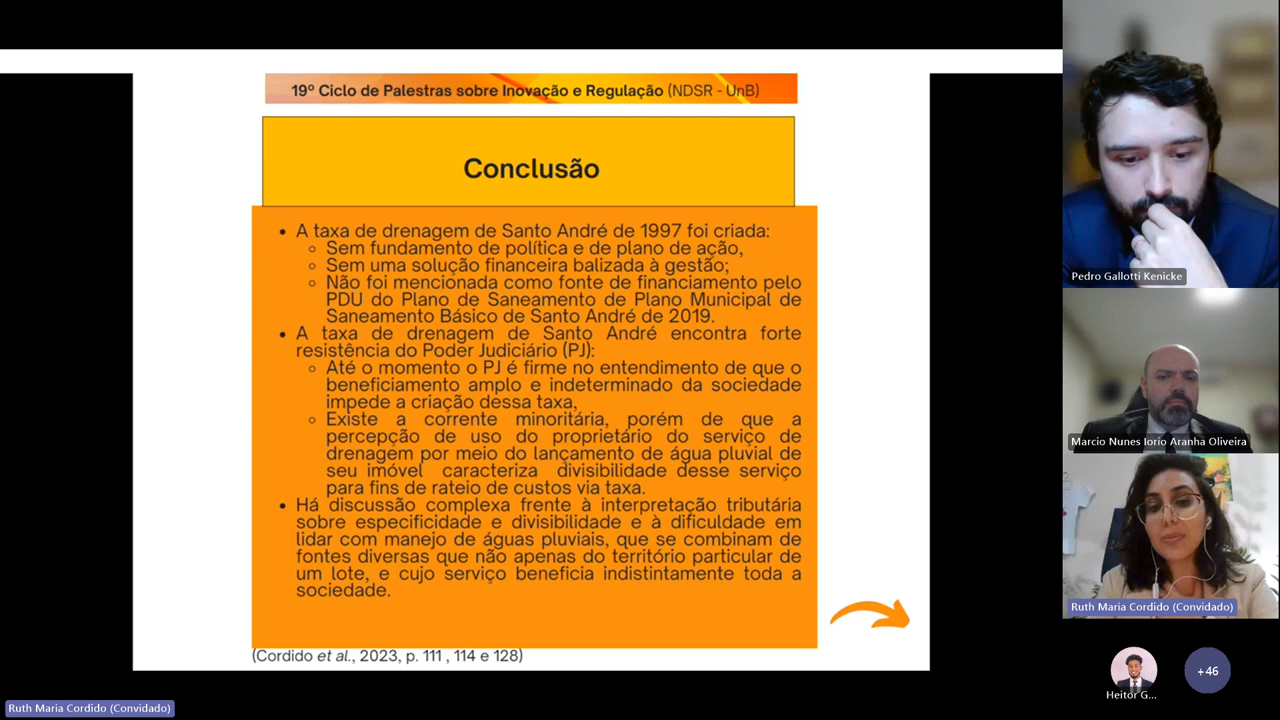 19º Ciclo de Palestras sobre Inovação e Regulação (NDSR - UnB)
Conclusão
• A taxa de drenagem de Santo André de 1997 foi criada:
◦ Sem fundamento de política e de plano de ação,
◦ Sem uma solução financeira balizada à gestão;
◦ Não foi mencionada como fonte de financiamento pelo
PDU do Plano de Saneamento de Plano Municipal de
Saneamento Básico de Santo André de 2019.
• A taxa de drenagem de Santo André encontra forte
resistência do Poder Judiciário (PJ):
◦ Até o momento o PJ é firme no entendimento de que o
beneficiamento amplo e indeterminado da sociedade
impede a criação dessa taxa,
◦ Existe a corrente minoritária, porém de que a
percepção de uso do proprietário do serviço de
drenagem por meio do lançamento de água pluvial de
seu imóvel caracteriza divisibilidade desse serviço
para fins de rateio de custos via taxa.
• Há discussão complexa frente à interpretação tributária
sobre especificidade e divisibilidade e à dificuldade em
lidar com manejo de águas pluviais, que se combinam de
fontes diversas que não apenas do território particular de
um lote, e cujo serviço beneficia indistintamente toda a
sociedade.
(Cordido et al., 2023, p. 111 , 114 e 128)
Pedro Gallotti Kenicke
Marcio Nunes Iorio Aranha Oliveira
Ruth Maria Cordido (Convidado)
Heitor G...
+46
Ruth Maria Cordido (Convidado)